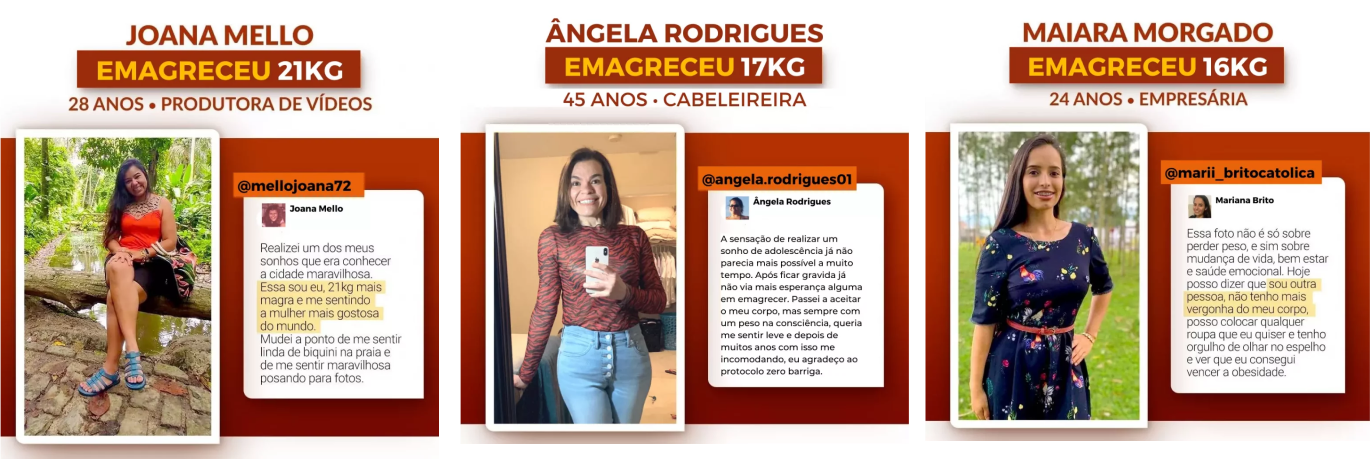 JOANA MELLO
EMAGRECEU 21KG
28 ANOS • PRODUTORA DE VÍDEOS
@mellojoana72
Joana Mello
Realizei um dos meus
sonhos que era conhecer
a cidade maravilhosa.
Essa sou eu, 21kg mais
magra e me sentindo
a mulher mais gostosa
do mundo.
Mudei a ponto de me sentir
linda de biquini na praia e
de me sentir maravilhosa
posando para fotos.
ÂNGELA RODRIGUES
EMAGRECEU 17KG
45 ANOS • CABELEIREIRA
@angela.rodrigues01
Ângela Rodrigues
A sensação de realizar um
sonho de adolescência já não
parecia mais possível a muito
tempo. Após ficar gravida já
não via mais esperança alguma
em emagrecer. Passei a aceitar
o meu corpo, mas sempre com
um peso na consciência, queria
me sentir leve e depois de
muitos anos com isso me
incomodando, eu agradeço ao
protocolo zero barriga.
MAIARA MORGADO
EMAGRECEU 16KG
24 ANOS • EMPRESÁRIA
@marii_britocatolica
Mariana Brito
Essa foto não é só sobre
perder peso, e sim sobre
mudança de vida, bem estar
e saúde emocional. Hoje
posso dizer que sou outra
pessoa, não tenho mais
vergonha do meu corpo,
posso colocar qualquer
roupa que eu quiser e tenho
orgulho de olhar no espelho
e ver que eu consegui
vencer a obesidade.